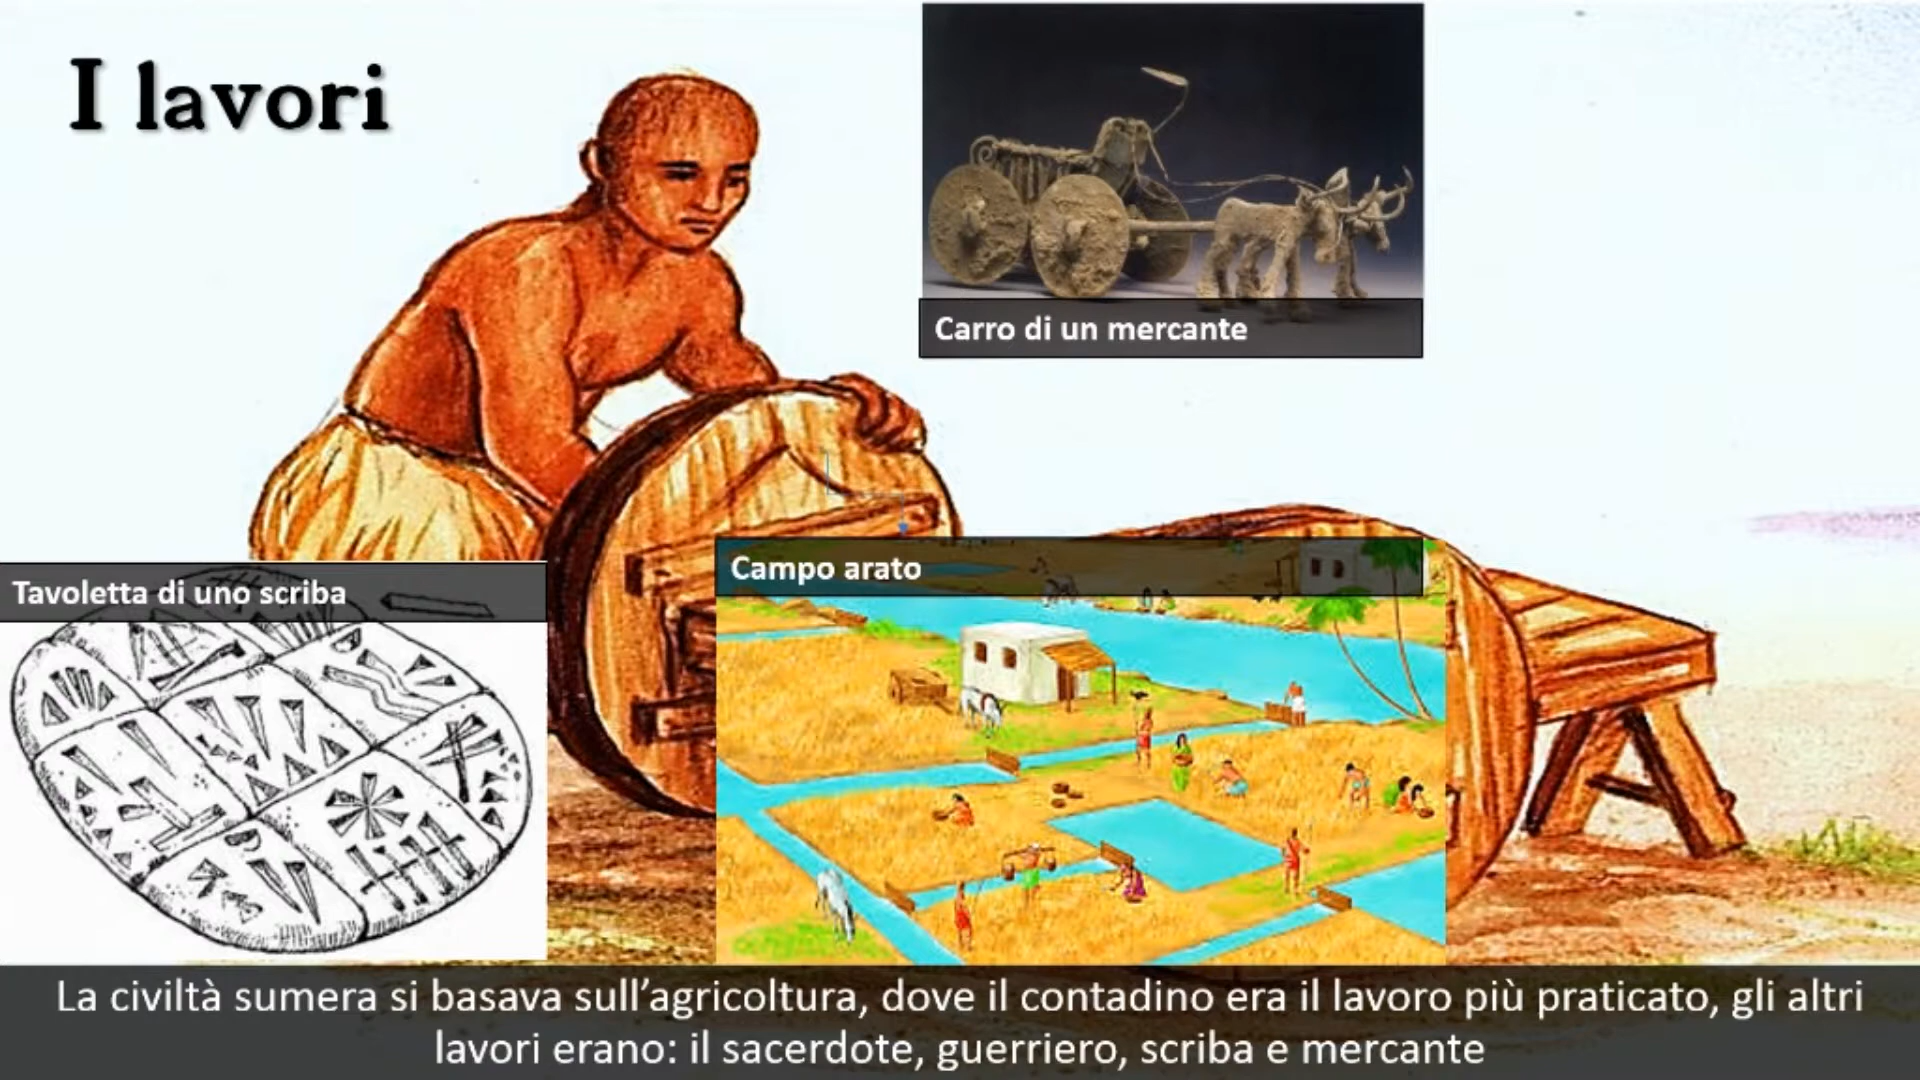 I lavori
Carro di un mercante
Campo arato
Tavoletta di uno scriba
La civiltà sumera si basava sull’agricoltura, dove il contadino era il lavoro più praticato, gli altri
lavori erano: il sacerdote, guerriero, scriba e mercante